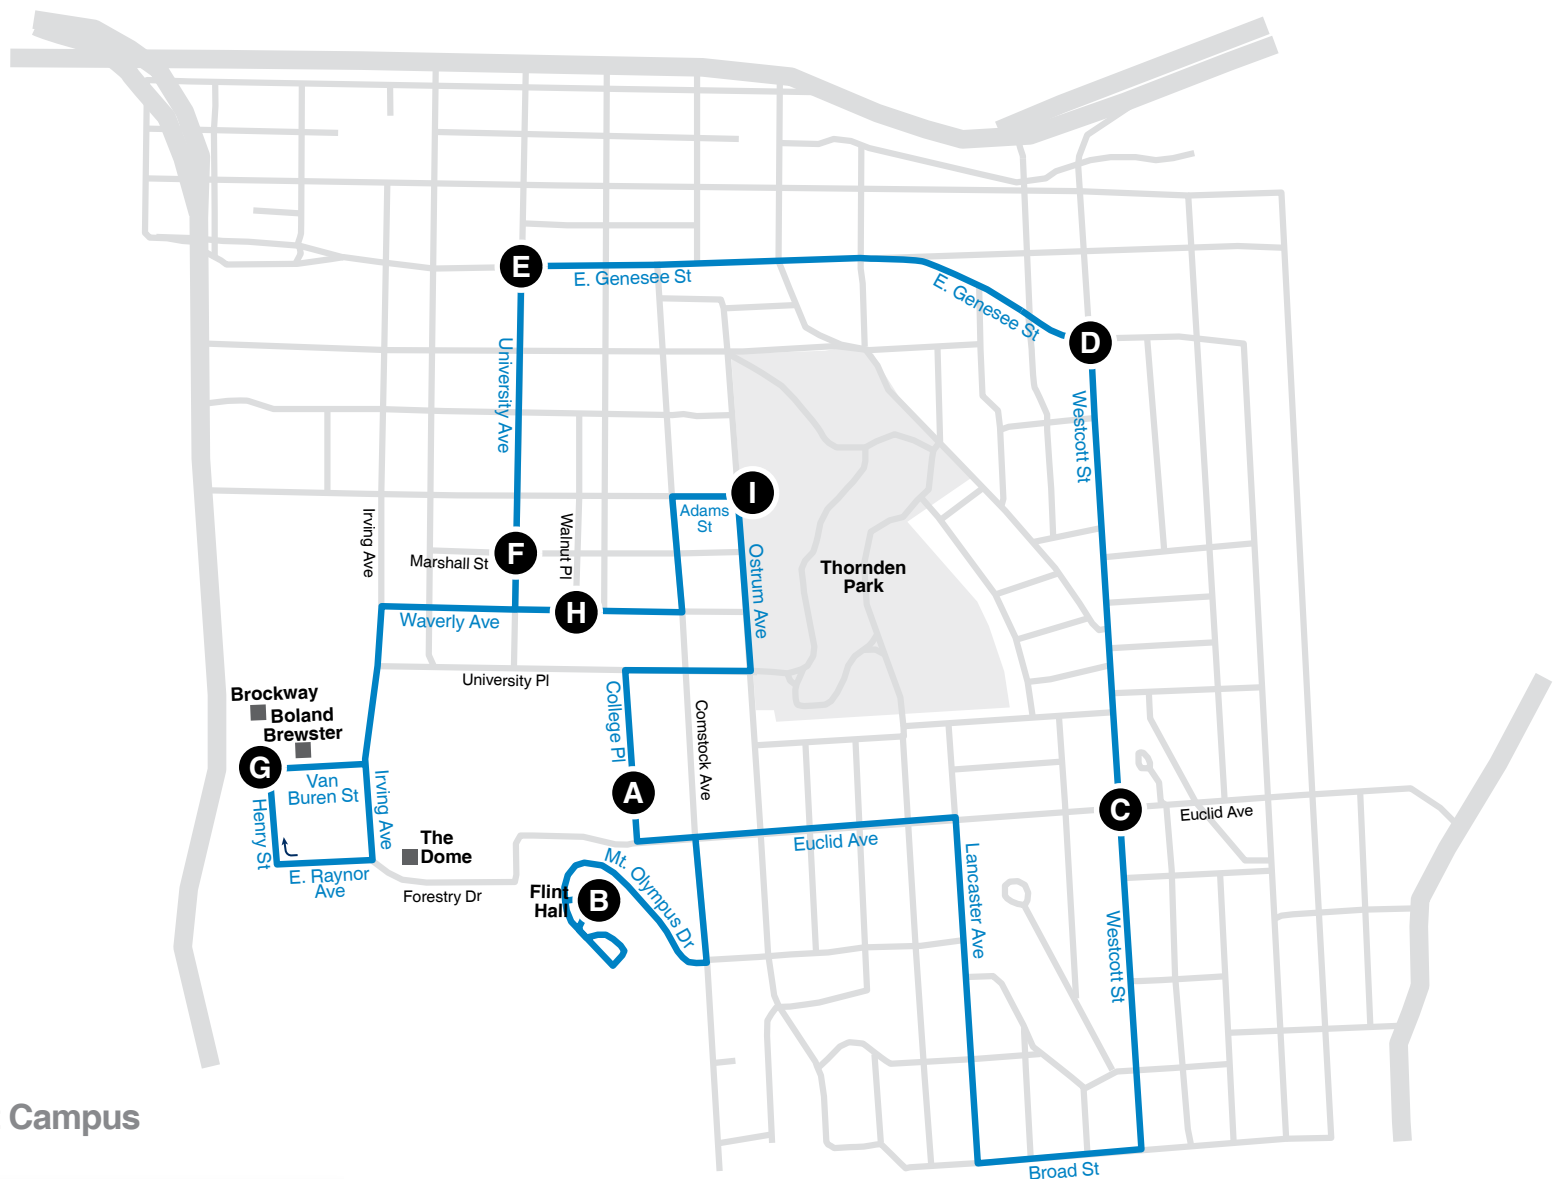 E
E. Genesee St
E. Genesee St
D
University Ave
Westcott St
I
Adams
St
Irving Ave
Walnut Pl
Marshall St
F
Ostrum Ave
Thornden
Park
H
Waverly Ave
University Pl
College Pl
Comstock Ave
Brockway
Boland
Brewster
G
Van
Buren St
Irving Ave
Henry St
A
C
Euclid Ave
Euclid Ave
The
Dome
E. Raynor
Ave
Forestry Dr
Mt. Olympus Dr
Flint
Hall
B
Lancaster Ave
Westcott St
Campus
Broad St